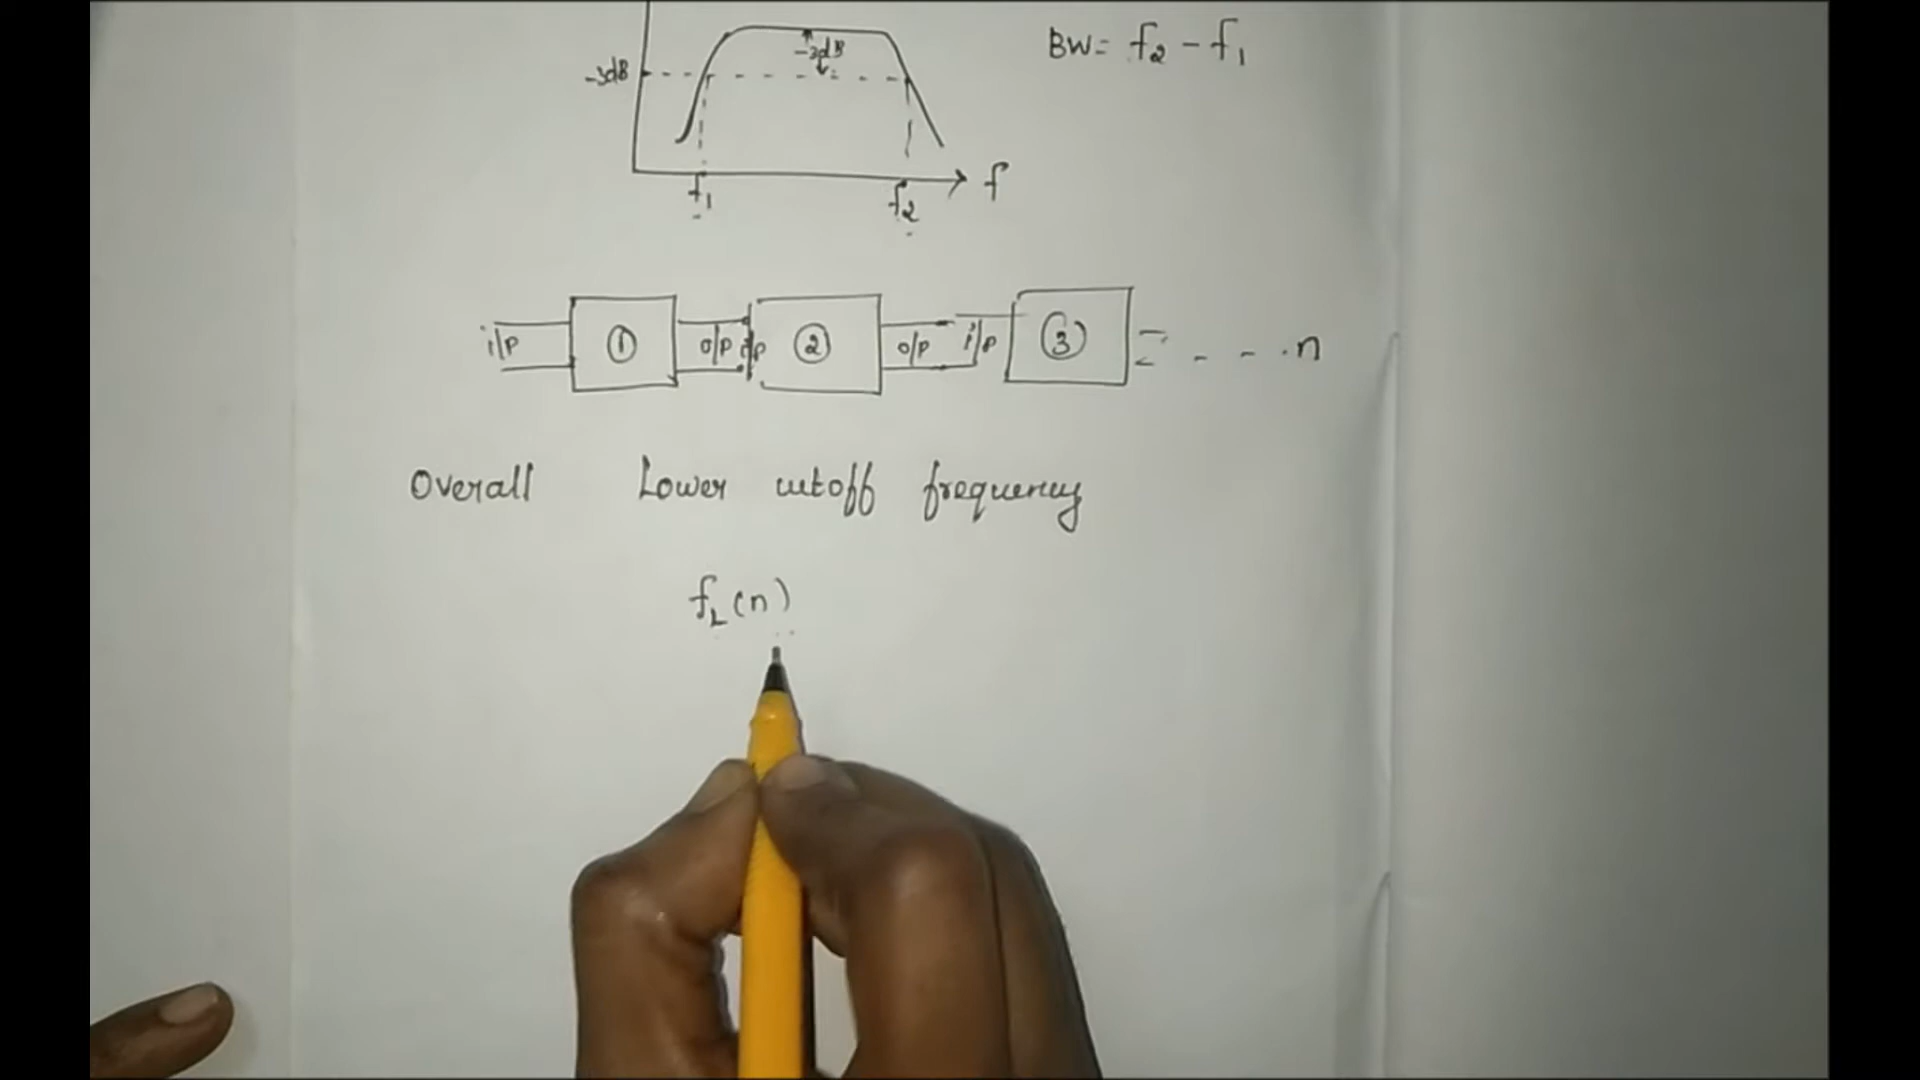 BW= f2 - f1
-3dB
-3dB
f
f1
f2
i/p 1 o/p i/p 2 o/p i/p 3 - - . n
Overall Lower cutoff frequency
fL(n)